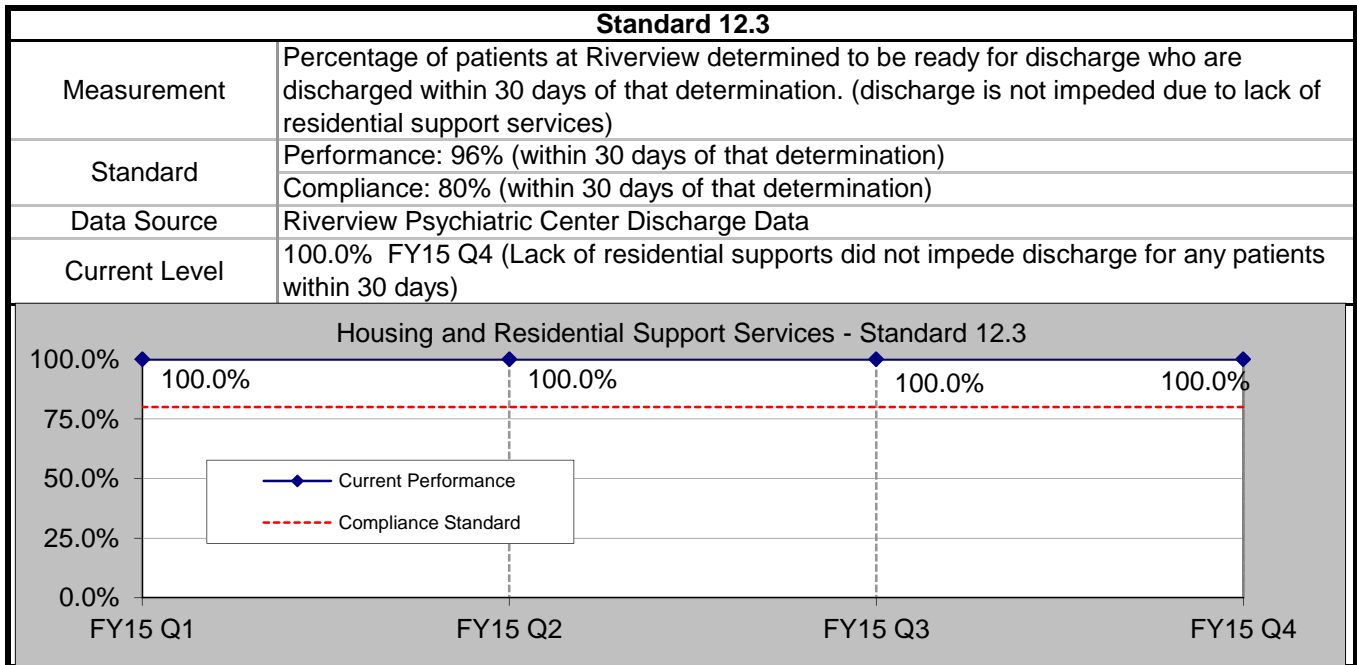 Standard 12.3
Measurement
Percentage of patients at Riverview determined to be ready for discharge who are
discharged within 30 days of that determination. (discharge is not impeded due to lack of
residential support services)
Standard
Performance: 96% (within 30 days of that determination)
Compliance: 80% (within 30 days of that determination)
Data Source
Riverview Psychiatric Center Discharge Data
Current Level
100.0%  FY15 Q4 (Lack of residential supports did not impede discharge for any patients
within 30 days)
Housing and Residential Support Services - Standard 12.3
100.0%
100.0% 100.0% 100.0% 100.0%
75.0%
50.0%
Current Performance
Compliance Standard
25.0%
0.0%
FY15 Q1 FY15 Q2 FY15 Q3 FY15 Q4